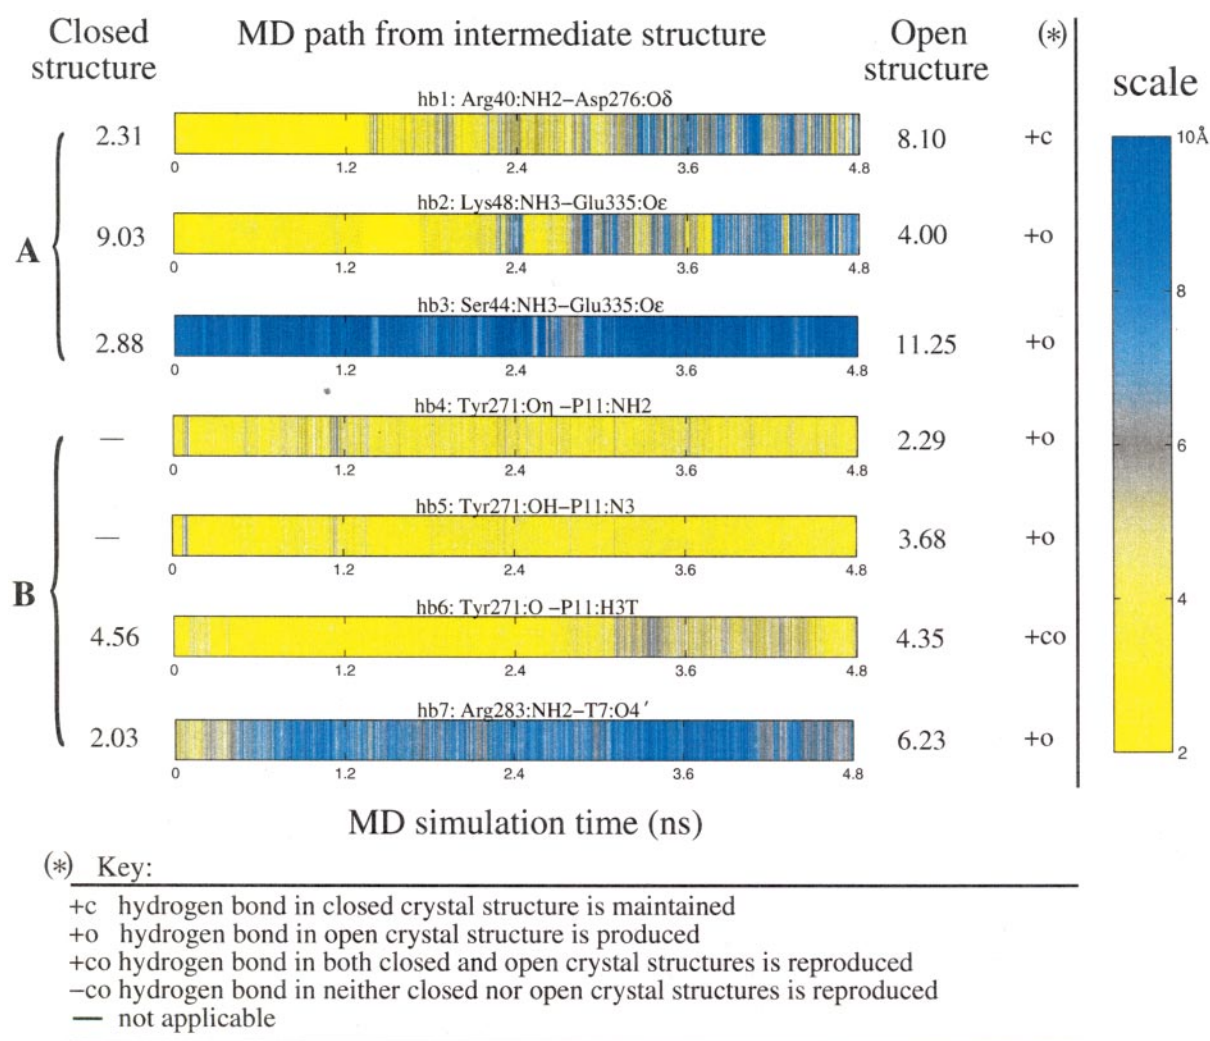 Closed structure
MD path from intermediate structure
Open structure
(*)
scale
hb1: Arg40:NH2–Asp276:Oδ
2.31
8.10
+c
0 1.2 2.4 3.6 4.8
hb2: Lys48:NH3–Glu335:Oε
9.03
4.00
+o
0 1.2 2.4 3.6 4.8
A
hb3: Ser44:NH3–Glu335:Oε
2.88
11.25
+o
0 1.2 2.4 3.6 4.8
hb4: Tyr271:Oη –P11:NH2
—
2.29
+o
0 1.2 2.4 3.6 4.8
hb5: Tyr271:OH–P11:N3
—
3.68
+o
0 1.2 2.4 3.6 4.8
B
hb6: Tyr271:O –P11:H3T
4.56
4.35
+co
0 1.2 2.4 3.6 4.8
hb7: Arg283:NH2–T7:O4′
2.03
6.23
+o
0 1.2 2.4 3.6 4.8
MD simulation time (ns)
10Å
8
6
4
2
(*) Key:
+c hydrogen bond in closed crystal structure is maintained
+o hydrogen bond in open crystal structure is produced
+co hydrogen bond in both closed and open crystal structures is reproduced
–co hydrogen bond in neither closed nor open crystal structures is reproduced
— not applicable